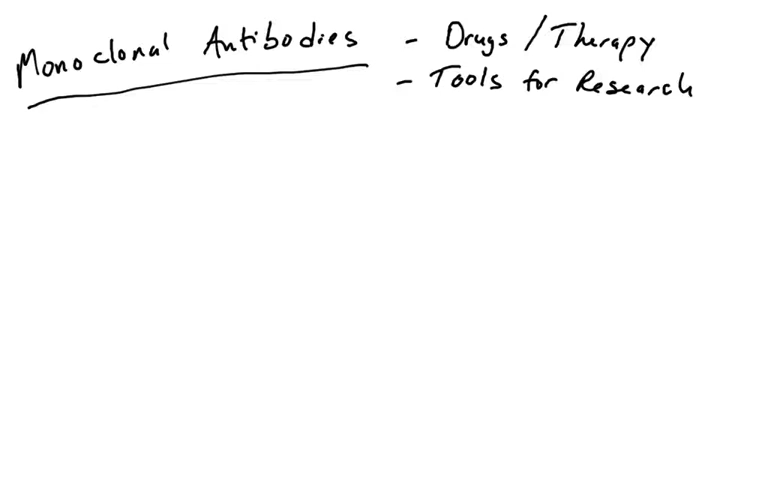 Monoclonal Antibodies - Drugs / Therapy
- Tools for Research